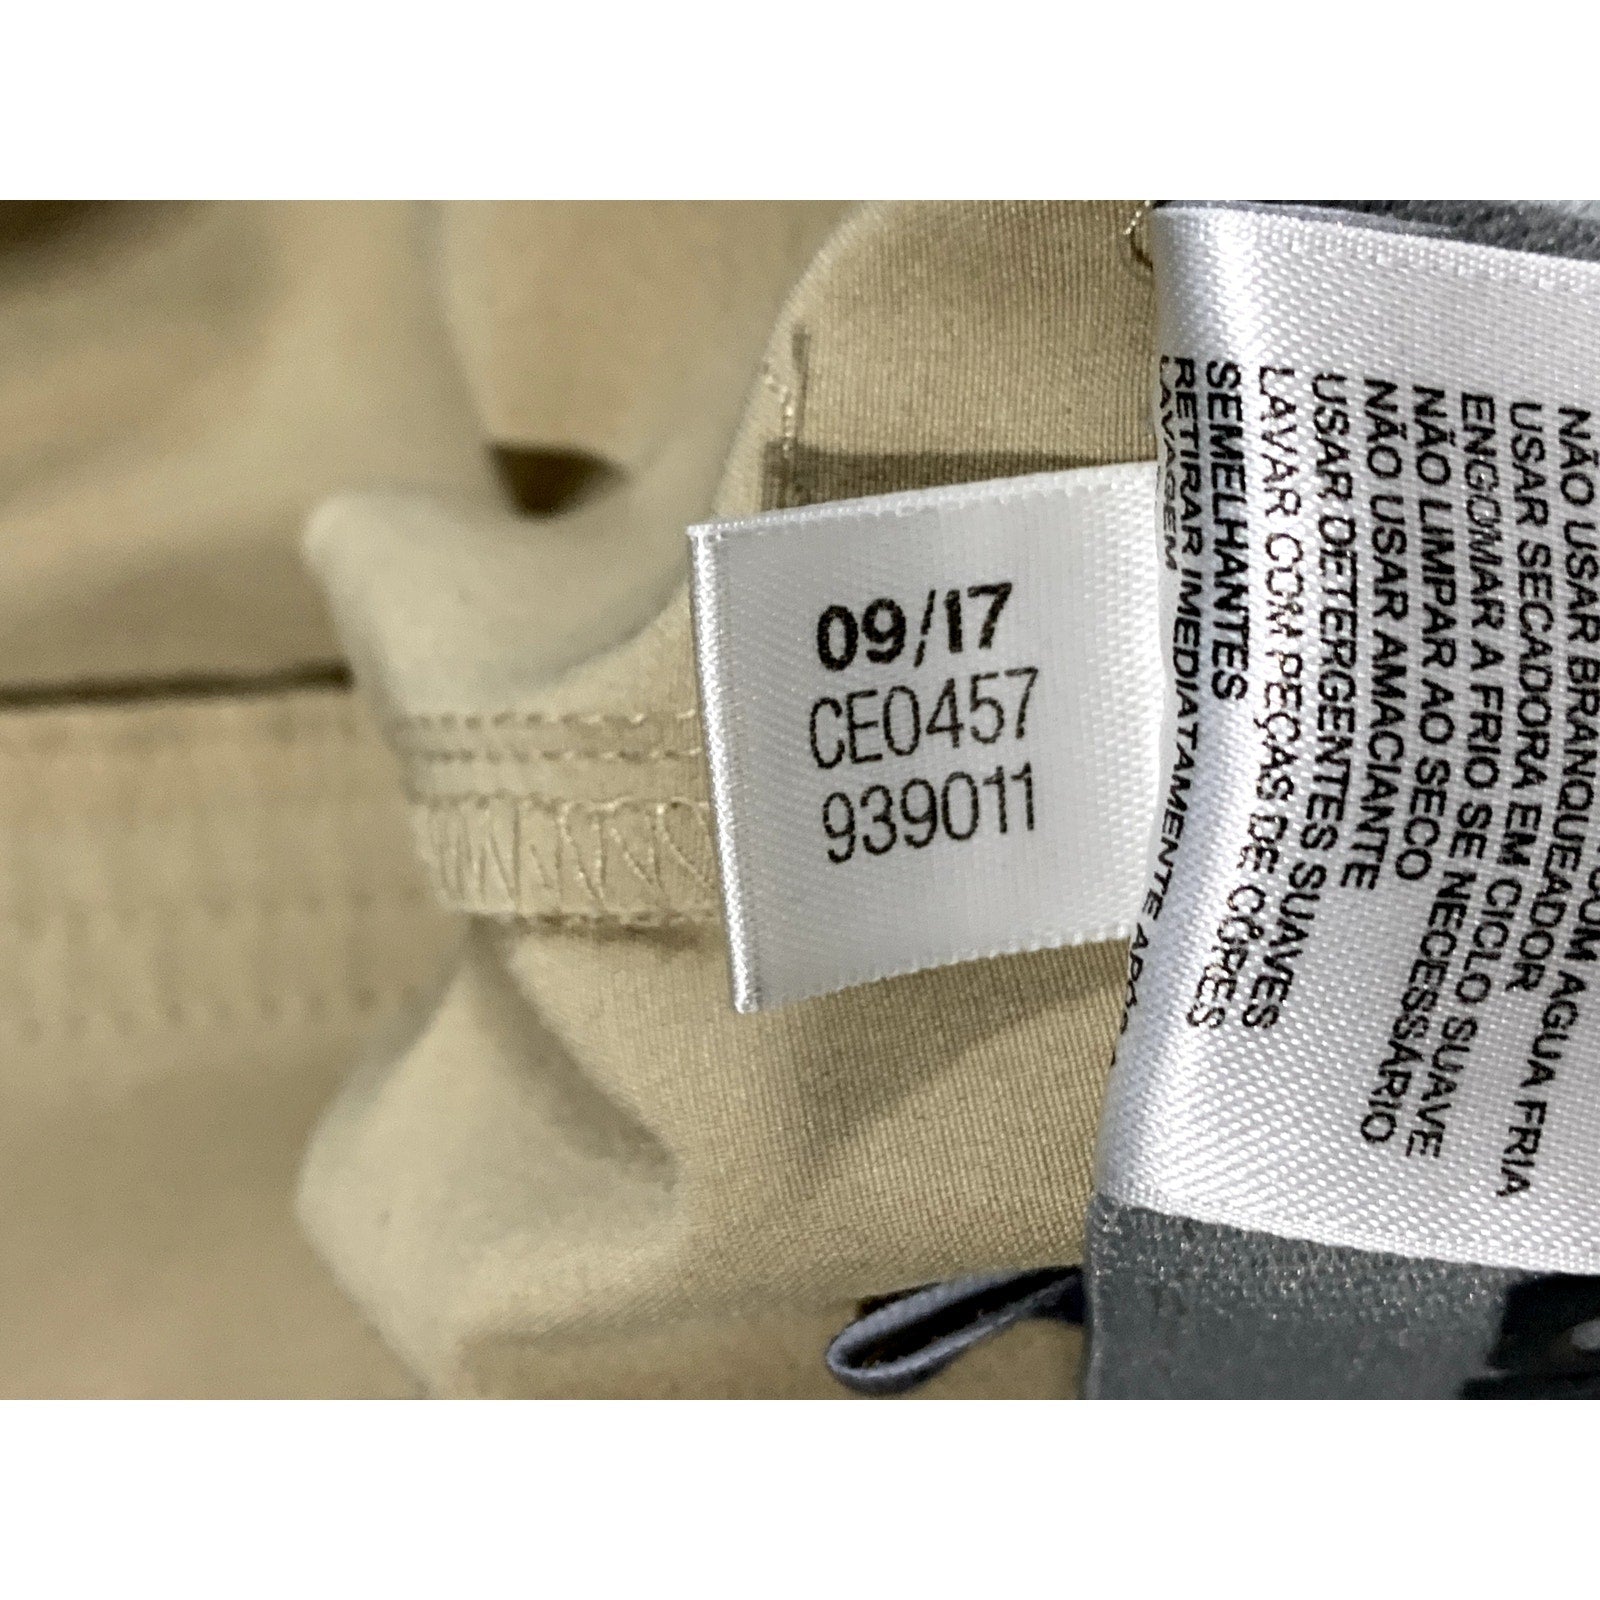 09/17
CE0457
939011
NÃO USAR BRANQUEADOR
USAR SECADORA EM CICLO SUAVE
ENGOMAR A FRIO SE NECESSÁRIO
NÃO LIMPAR AO SECO
NÃO USAR AMACIANTE
USAR DETERGENTES SUAVES
LAVAR COM PEÇAS DE CORES
SEMELHANTES
RETIRAR IMEDIATAMENTE
LAVAGEM